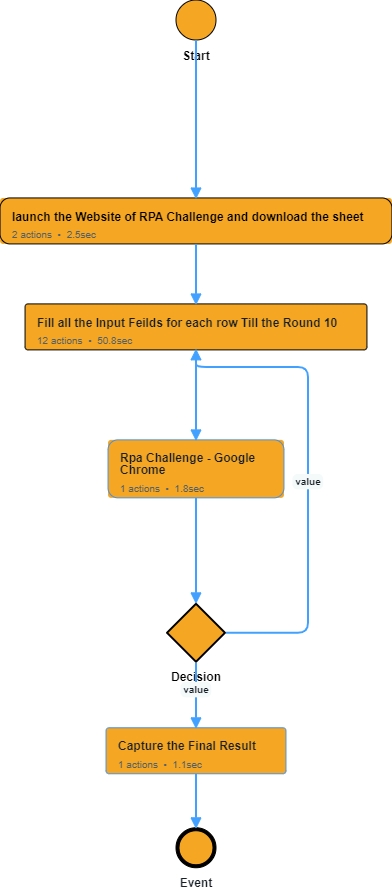 Start
launch the Website of RPA Challenge and download the sheet
2 actions • 2.5sec
Fill all the Input Feilds for each row Till the Round 10
12 actions • 50.8sec
Rpa Challenge - Google
Chrome
1 actions • 1.8sec
value
Decision
value
Capture the Final Result
1 actions • 1.1sec
Event